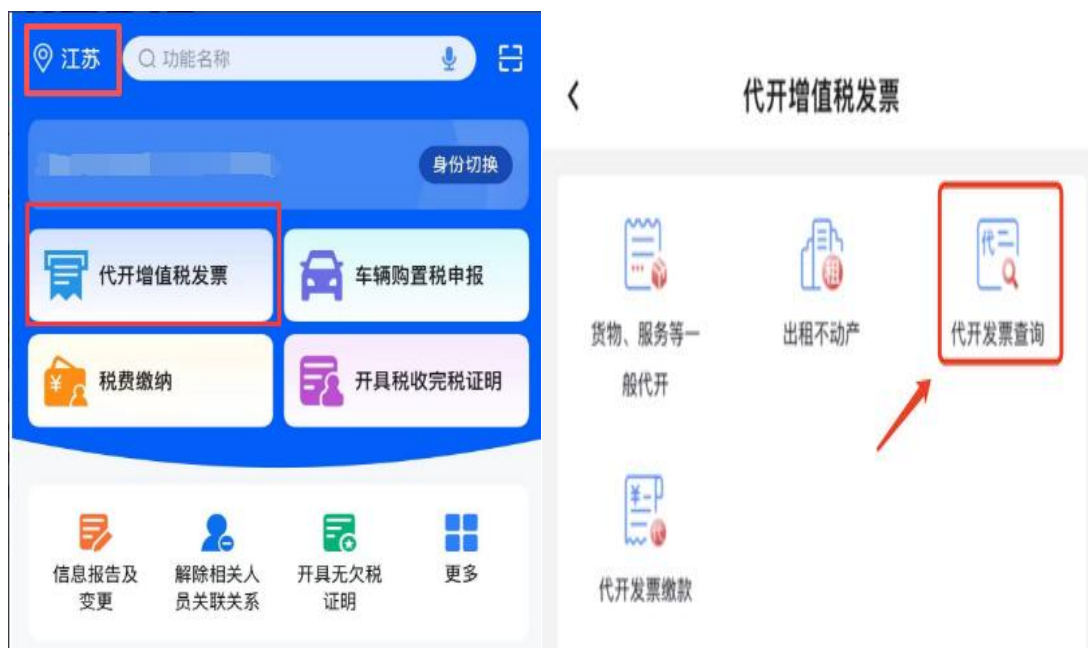 江苏
功能名称
身份切换
代开增值税发票
车辆购置税申报
税费缴纳
开具税收完税证明
信息报告及
变更
解除相关人
员关联关系
开具无欠税
证明
更多
代开增值税发票
货物、服务等一
般代开
租
出租不动产
代
代开发票查询
¥
代
代开发票缴款